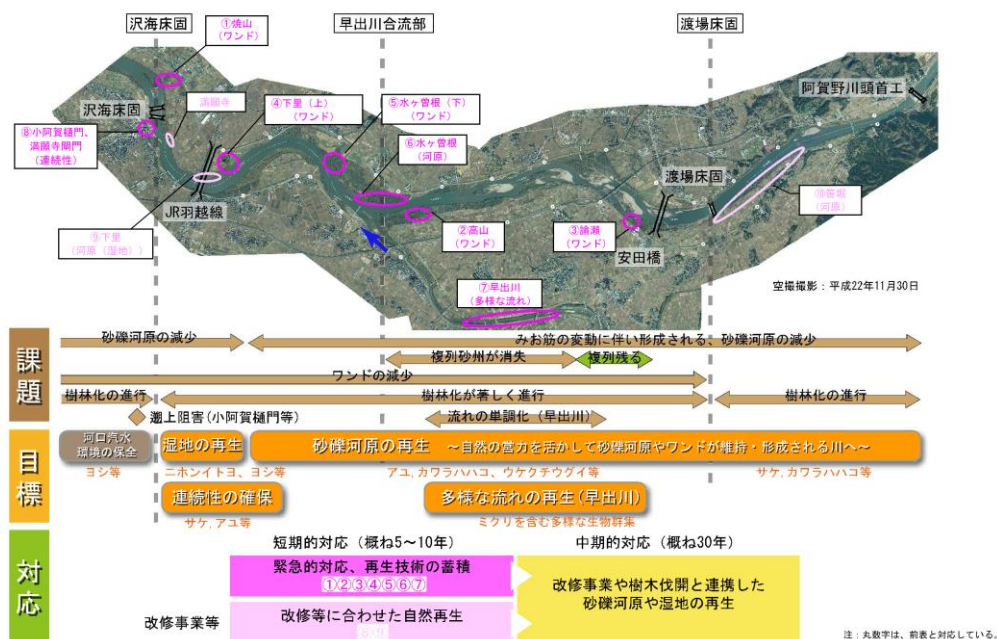 沢海床固
早出川合流部
渡場床固
①焼山
(ワンド)
満願寺
④下里(上)
(ワンド)
⑤水ヶ曽根(下)
(ワンド)
阿賀野川頭首工
沢海床固
⑧小阿賀樋門、
満願寺閘門
(連続性)
⑥水ヶ曽根
(河原)
渡場床固
⑩笹堀
(河原)
JR羽越線
②高山
(ワンド)
③論瀬
(ワンド)
⑨下里
(河原(湿地))
安田橋
⑦早出川
(多様な流れ)
空撮撮影:平成22年11月30日
課題
砂礫河原の減少
みお筋の変動に伴い形成される、砂礫河原の減少
複列砂州が消失
複列残る
ワンドの減少
樹林化の進行
樹林化が著しく進行
樹林化の進行
遡上阻害(小阿賀樋門等)
流れの単調化(早出川)
目標
河口汽水
環境の保全
湿地の再生
砂礫河原の再生 ~自然の営力を活かして砂礫河原やワンドが維持・形成される川へ~
ヨシ等
ニホンイトヨ、ヨシ等
アユ、カワラハハコ、ウケクチウグイ等
サケ、カワラハハコ等
連続性の確保
多様な流れの再生(早出川)
サケ、アユ等
ミクリを含む多様な生物群集
対応
短期的対応(概ね5~10年)
中期的対応(概ね30年)
緊急的対応、再生技術の蓄積
①②③④⑤⑥⑦
改修事業や樹木伐開と連携した
砂礫河原や湿地の再生
改修事業等
改修等に合わせた自然再生
注:丸数字は、前表と対応している。